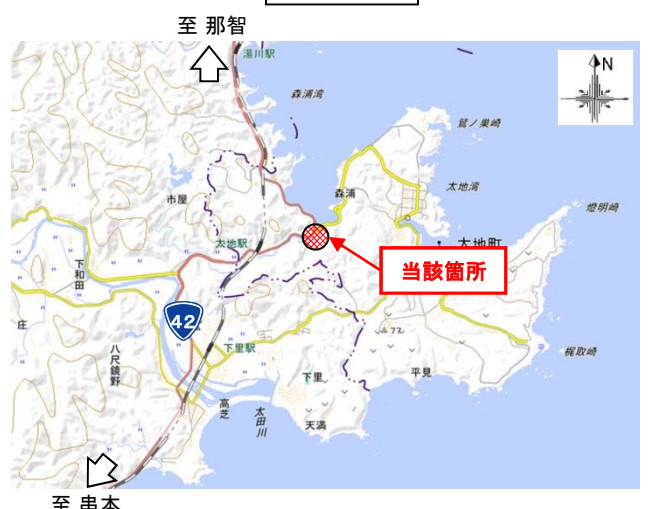 至 那智
湯川駅
N
森浦湾
鷲ノ巣崎
森浦
太地湾
市屋
燈明崎
太地駅
太地町
下和田
当該箇所
42
庄
77
下里駅
八尺鏡野
梶取崎
下里
平見
高芝
太田川
天満
至 串本